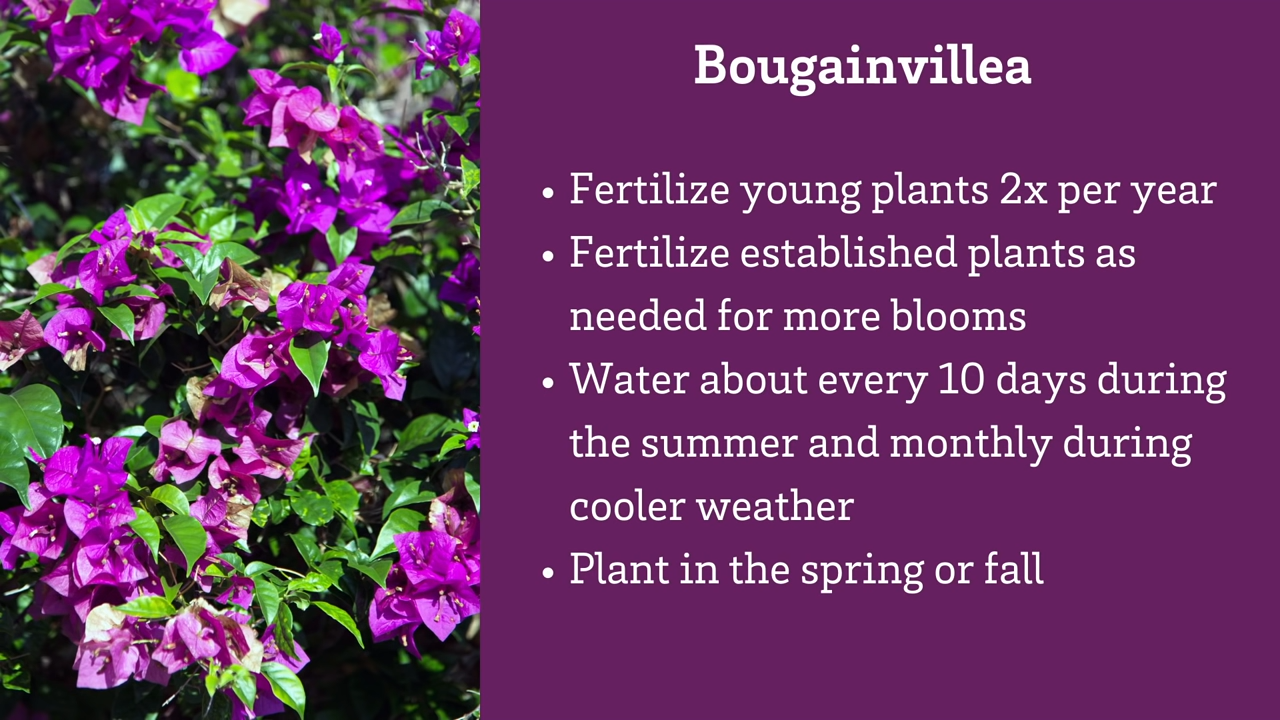 Bougainvillea
• Fertilize young plants 2x per year
• Fertilize established plants as
needed for more blooms
• Water about every 10 days during
the summer and monthly during
cooler weather
• Plant in the spring or fall